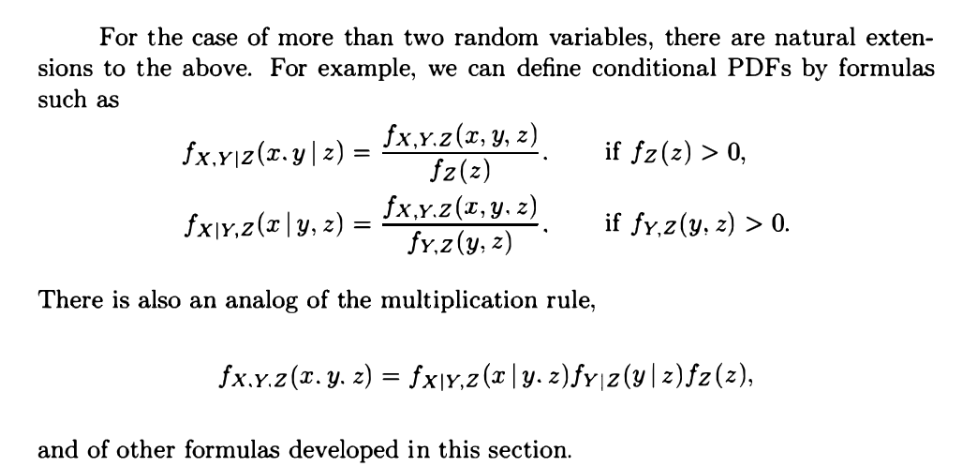 For the case of more than two random variables, there are natural exten-
sions to the above. For example, we can define conditional PDFs by formulas
such as
f_{X,Y|Z}(x.y | z) = \frac{f_{X,Y.Z}(x, y, z)}{f_Z(z)}. if f_Z(z) > 0,
f_{X|Y,Z}(x | y, z) = \frac{f_{X,Y.Z}(x, y. z)}{f_{Y,Z}(y, z)}. if f_{Y,Z}(y, z) > 0.
There is also an analog of the multiplication rule,
f_{X.Y.Z}(x. y. z) = f_{X|Y,Z}(x | y. z)f_{Y|Z}(y | z)f_Z(z),
and of other formulas developed in this section.